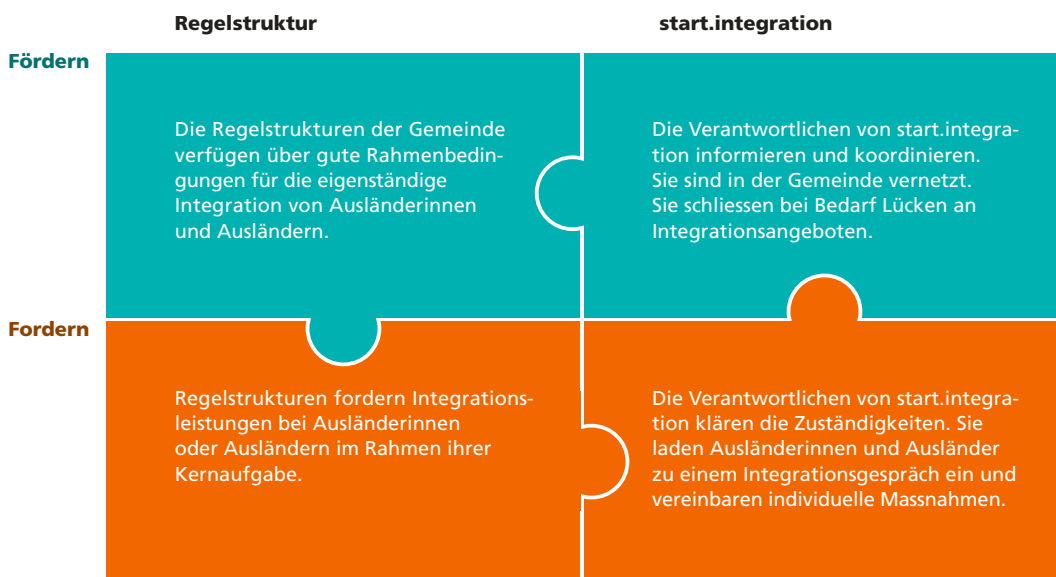 Regelstruktur
start.integration
Fördern
Die Regelstrukturen der Gemeinde
verfügen über gute Rahmenbedin-
gungen für die eigenständige
Integration von Ausländerinnen
und Ausländern.
Die Verantwortlichen von start.integra-
tion informieren und koordinieren.
Sie sind in der Gemeinde vernetzt.
Sie schliessen bei Bedarf Lücken an
Integrationsangeboten.
Fordern
Regelstrukturen fordern Integrations-
leistungen bei Ausländerinnen
oder Ausländern im Rahmen ihrer
Kernaufgabe.
Die Verantwortlichen von start.integra-
tion klären die Zuständigkeiten. Sie
laden Ausländerinnen und Ausländer
zu einem Integrationsgespräch ein und
vereinbaren individuelle Massnahmen.